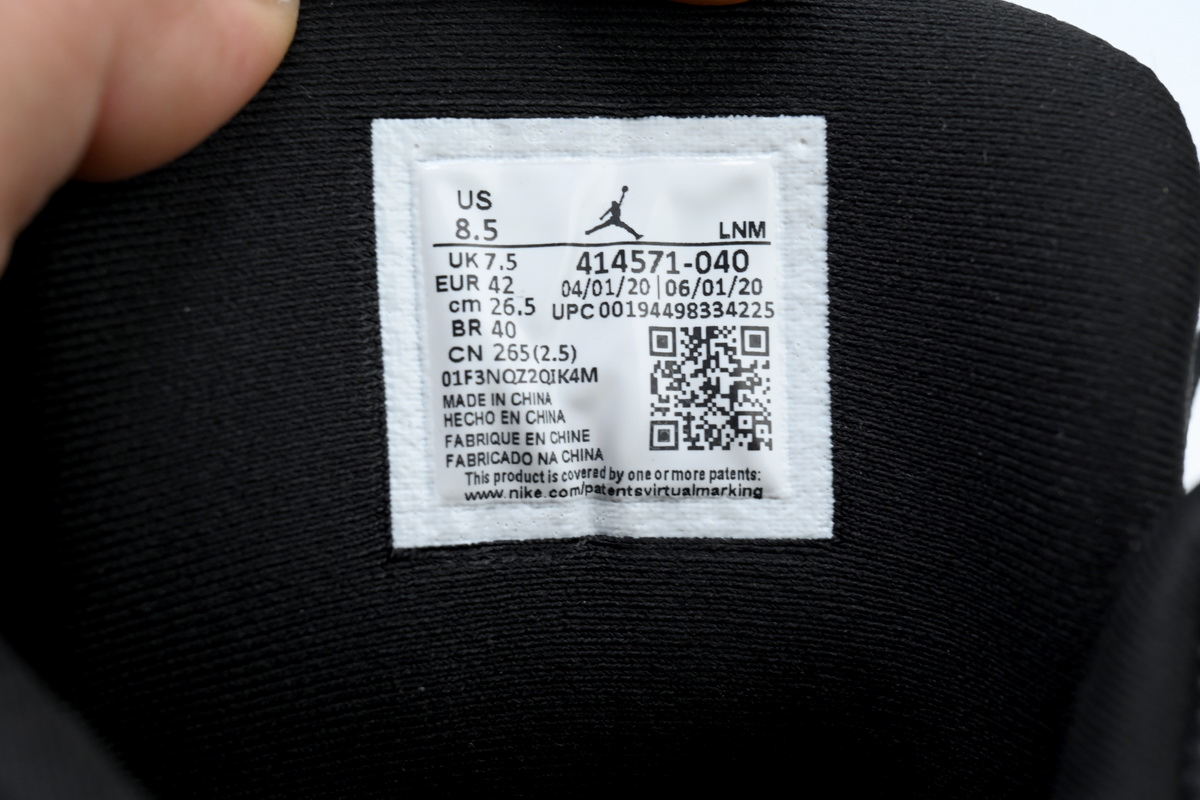 US
8.5
LNM
UK 7.5
EUR 42
cm 26.5
BR 40
CN 265(2.5)
01F3NQZ2QIK4M
MADE IN CHINA
HECHO EN CHINA
FABRIQUE EN CHINE
FABRICADO NA CHINA
414571-040
04/01/20|06/01/20
UPC 00194498334225
This product is covered by one or more patents:
www.nike.com/patentsvirtualmarking